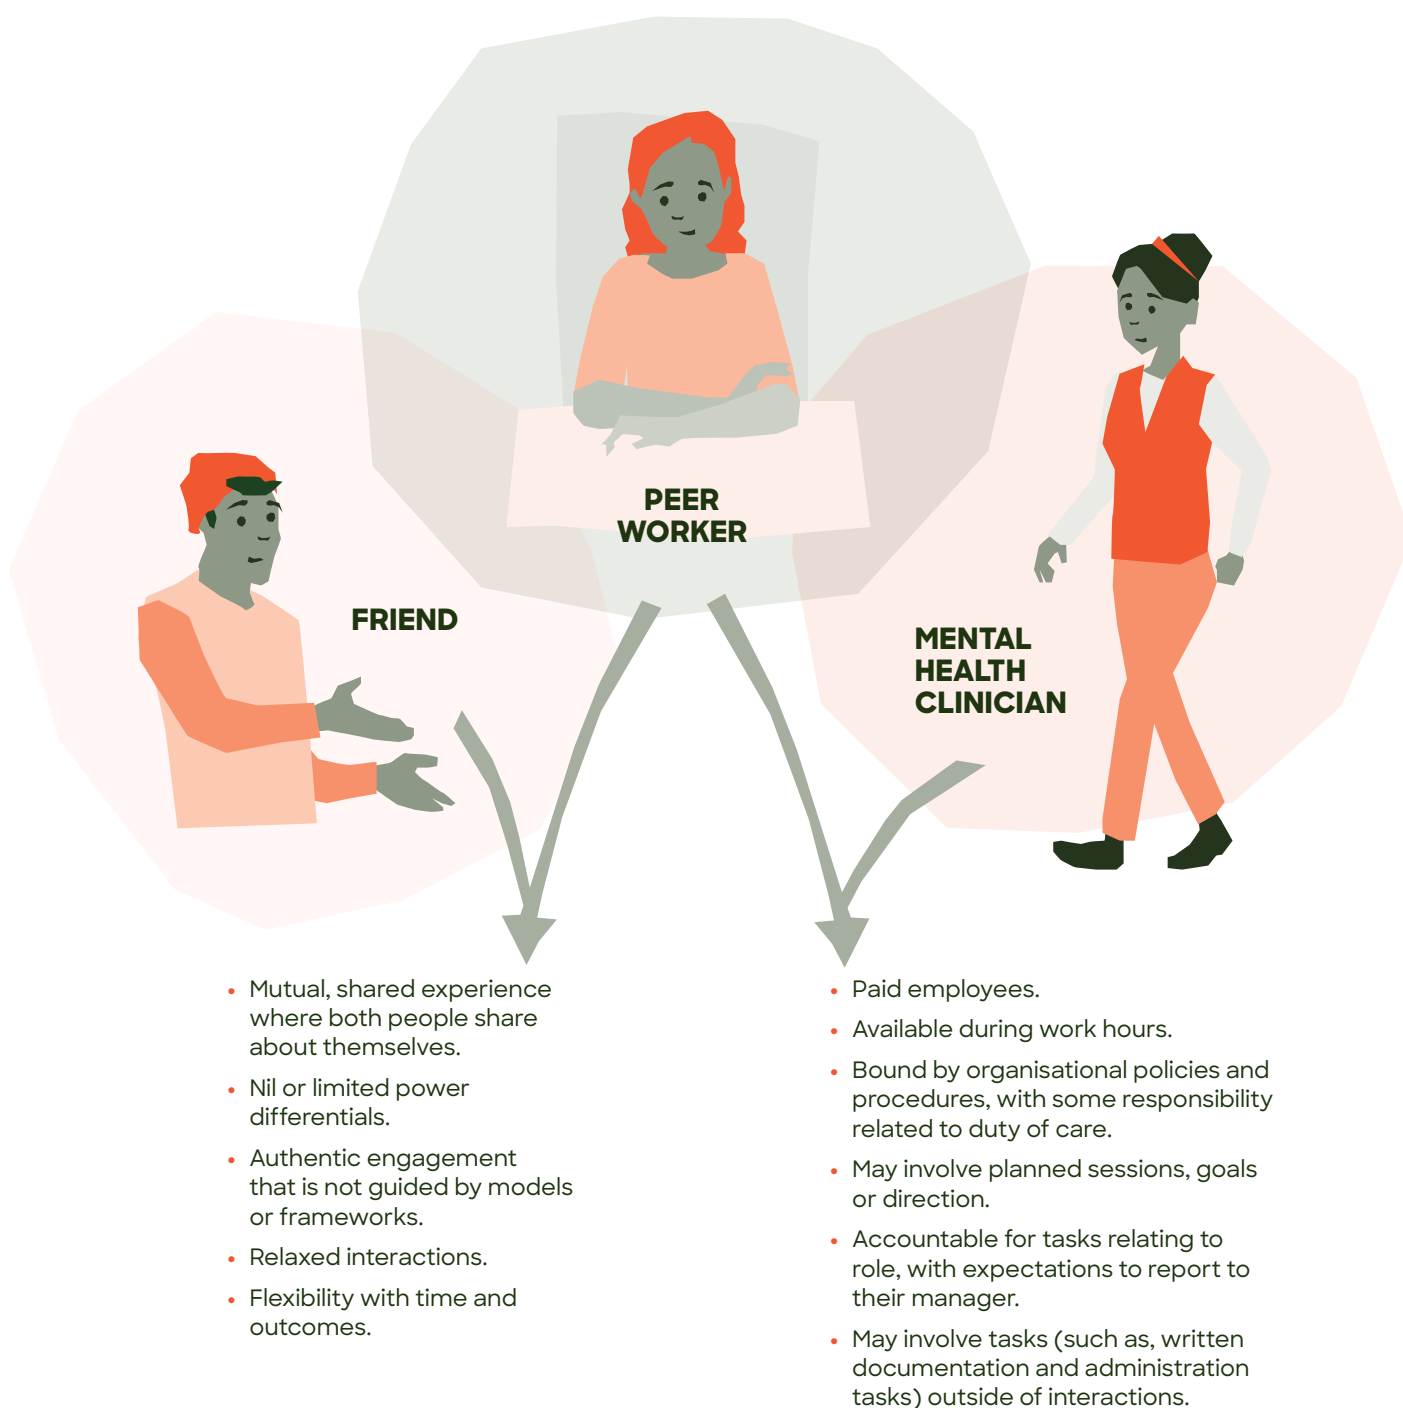 PEER
WORKER
FRIEND
MENTAL
HEALTH
CLINICIAN
• Mutual, shared experience
where both people share
about themselves.
• Nil or limited power
differentials.
• Authentic engagement
that is not guided by models
or frameworks.
• Relaxed interactions.
• Flexibility with time and
outcomes.
• Paid employees.
• Available during work hours.
• Bound by organisational policies and
procedures, with some responsibility
related to duty of care.
• May involve planned sessions, goals
or direction.
• Accountable for tasks relating to
role, with expectations to report to
their manager.
• May involve tasks (such as, written
documentation and administration
tasks) outside of interactions.